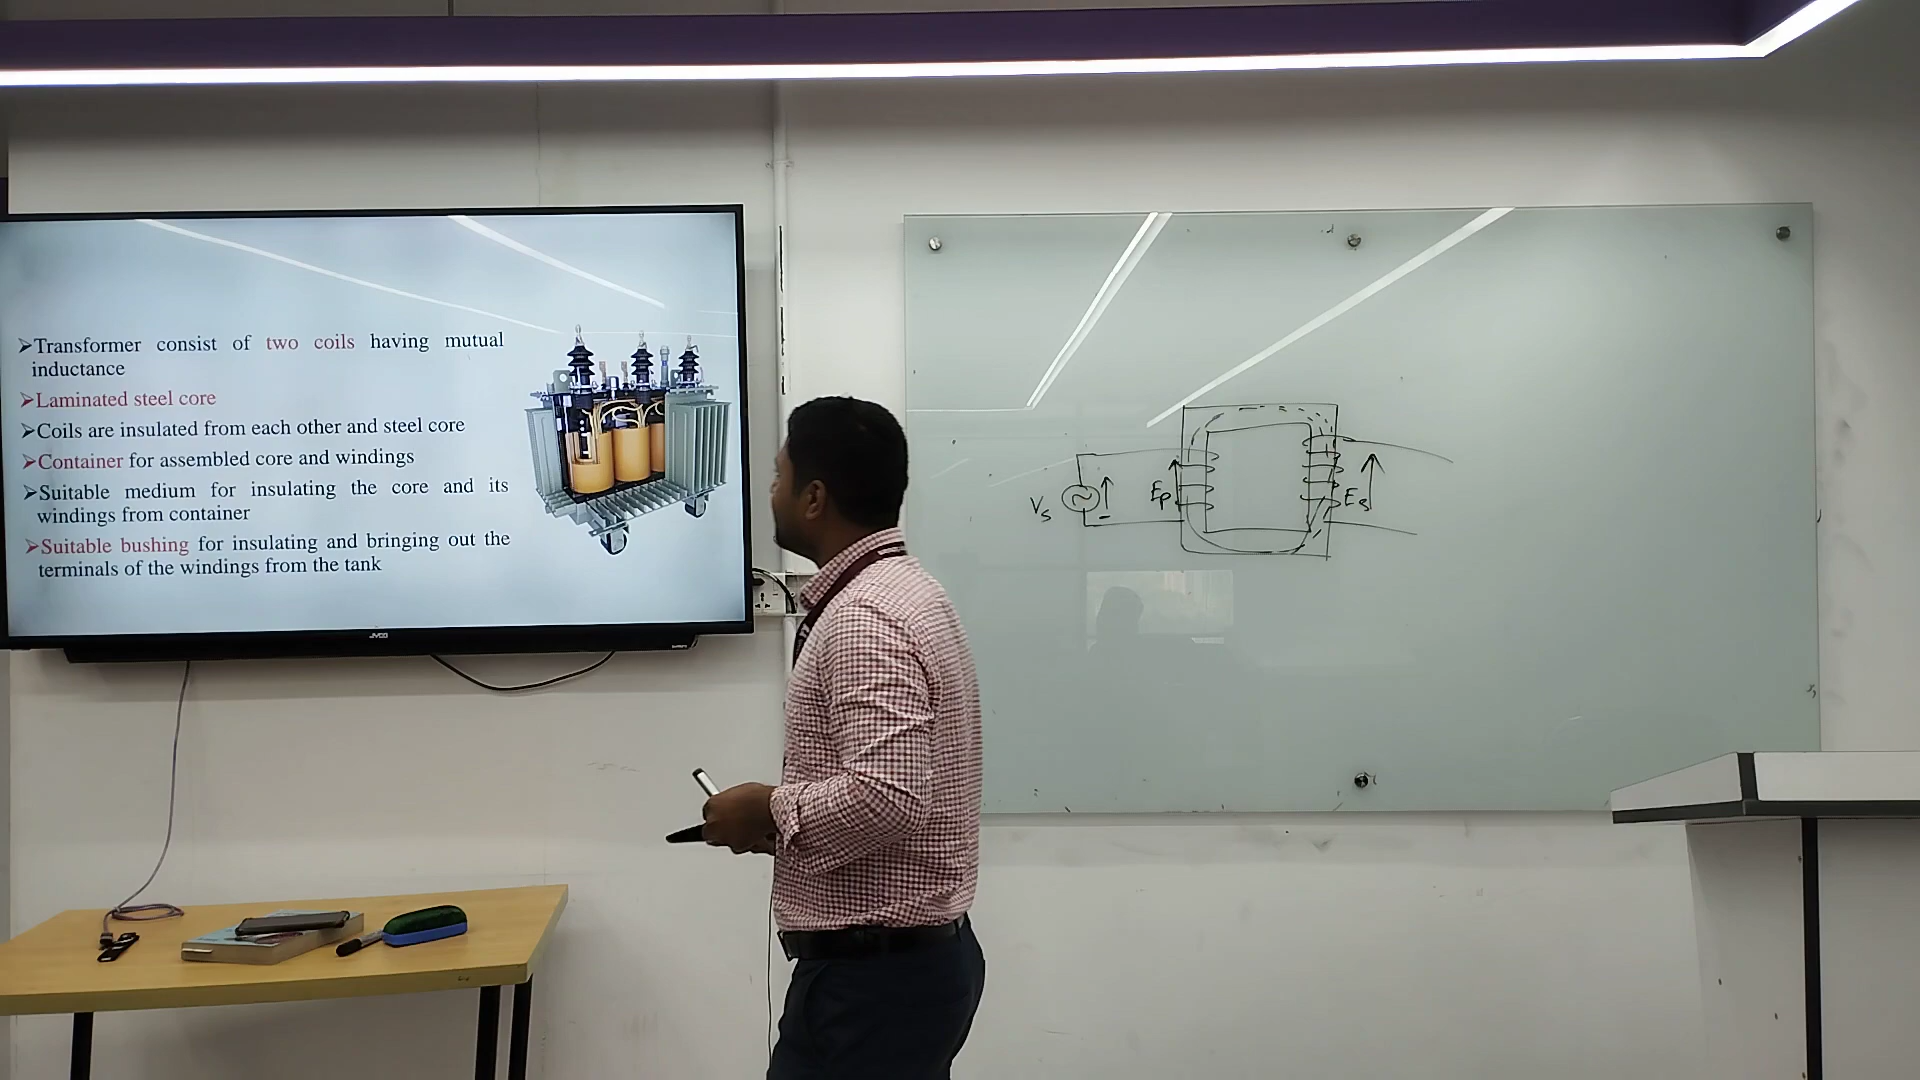 ➢Transformer consist of two coils having mutual
inductance
➢Laminated steel core
➢Coils are insulated from each other and steel core
➢Container for assembled core and windings
➢Suitable medium for insulating the core and its
windings from container
➢Suitable bushing for insulating and bringing out the
terminals of the windings from the tank
Vs
Ep
Es